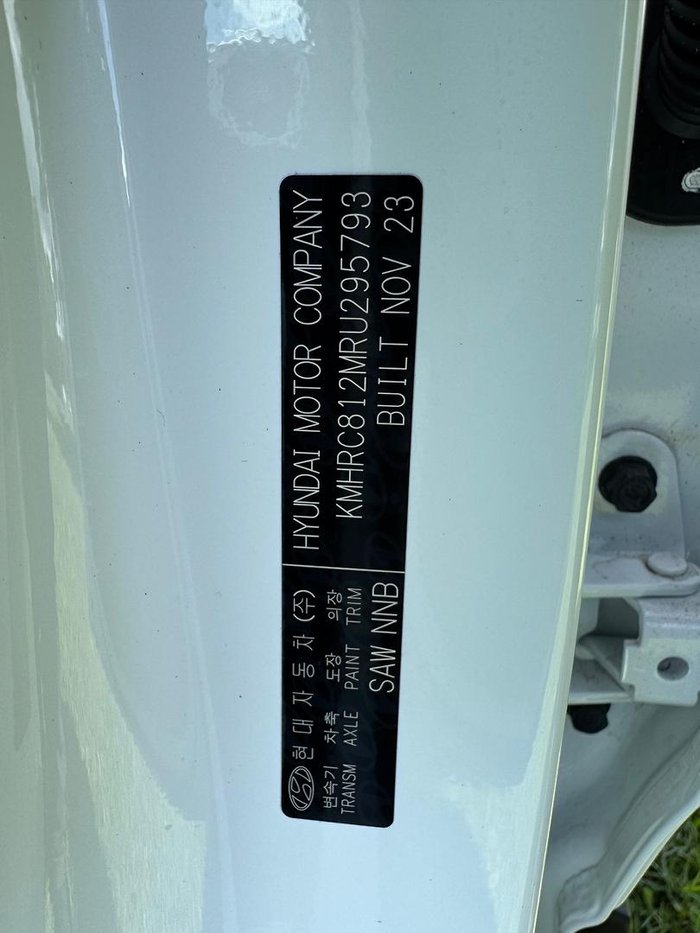 현대자동차(주)
HYUNDAI MOTOR COMPANY
KMHRC812MRU295793
BUILT NOV 23
변속기 차축 도장 의장
TRANSM AXLE PAINT TRIM
SAW NNB